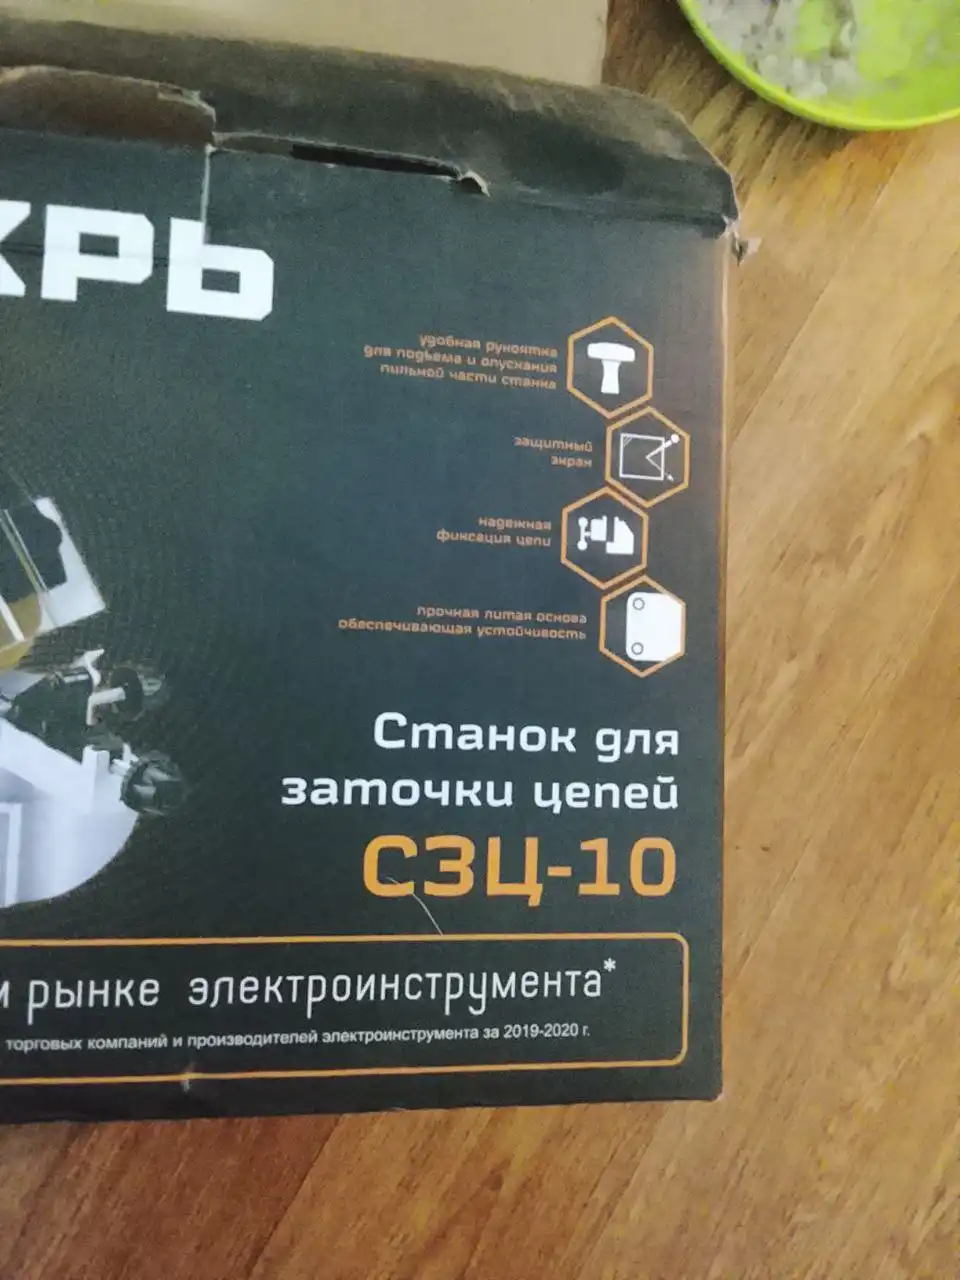 КРЬ
удобная рукоятка
для подъема и опускания
пильной части станка
защитный
экран
надежная
фиксация цепи
прочная литая основа
обеспечивающая устойчивость
Станок для
заточки цепей
СЗЦ-10
м рынке электроинструмента*
торговых компаний и производителей электроинструмента за 2019-2020 г.